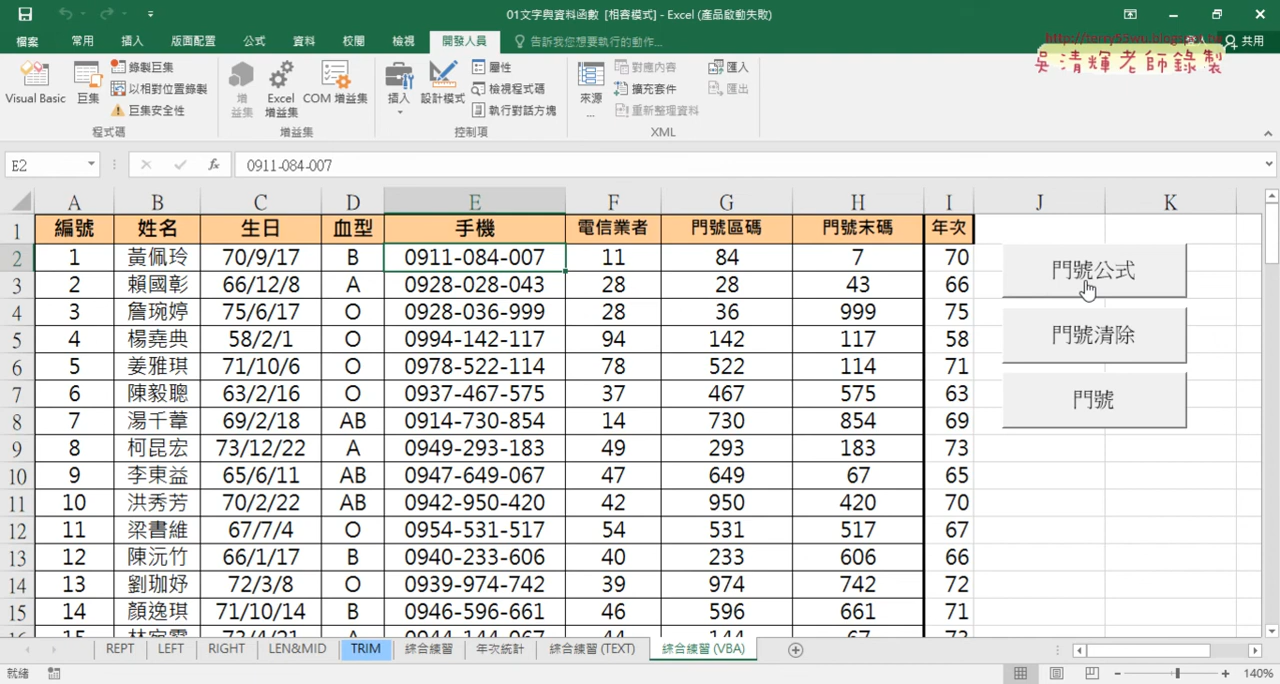 01文字與資料函數 [相容模式] - Excel (產品啟動失敗)
檔案 常用 插入 版面配置 公式 資料 校閱 檢視 開發人員 告訴我您想要執行的動作... 共用
http://terry55wu.blogspot.tw
吳清輝老師錄製
Visual Basic 巨集 錄製巨集 以相對位置錄製 巨集安全性 程式碼
增益集 Excel 增益集 COM 增益集 增益集
插入 設計模式 屬性 檢視程式碼 執行對話方塊 控制項
來源... 對應內容 擴充套件 重新整理資料 匯入 匯出 XML
E2 fx 0911-084-007
A B C D E F G H I J K
1 編號 姓名 生日 血型 手機 電信業者 門號區碼 門號末碼 年次
2 1 黃佩玲 70/9/17 B 0911-084-007 11 84 7 70
3 2 賴國彰 66/12/8 A 0928-028-043 28 28 43 66
4 3 詹琬婷 75/6/17 O 0928-036-999 28 36 999 75
5 4 楊堯典 58/2/1 O 0994-142-117 94 142 117 58
6 5 姜雅琪 71/10/6 O 0978-522-114 78 522 114 71
7 6 陳毅聰 63/2/16 O 0937-467-575 37 467 575 63
8 7 湯千葦 69/2/18 AB 0914-730-854 14 730 854 69
9 8 柯昆宏 73/12/22 A 0949-293-183 49 293 183 73
10 9 李東益 65/6/11 AB 0947-649-067 47 649 67 65
11 10 洪秀芳 70/2/22 AB 0942-950-420 42 950 420 70
12 11 梁書維 67/7/4 O 0954-531-517 54 531 517 67
13 12 陳沅竹 66/1/17 B 0940-233-606 40 233 606 66
14 13 劉珈妤 72/3/8 O 0939-974-742 39 974 742 72
15 14 顏逸琪 71/10/14 B 0946-596-661 46 596 661 71
門號公式
門號清除
門號
REPT LEFT RIGHT LEN&MID TRIM 綜合練習 年次統計 綜合練習 (TEXT) 綜合練習 (VBA)
就緒 140%